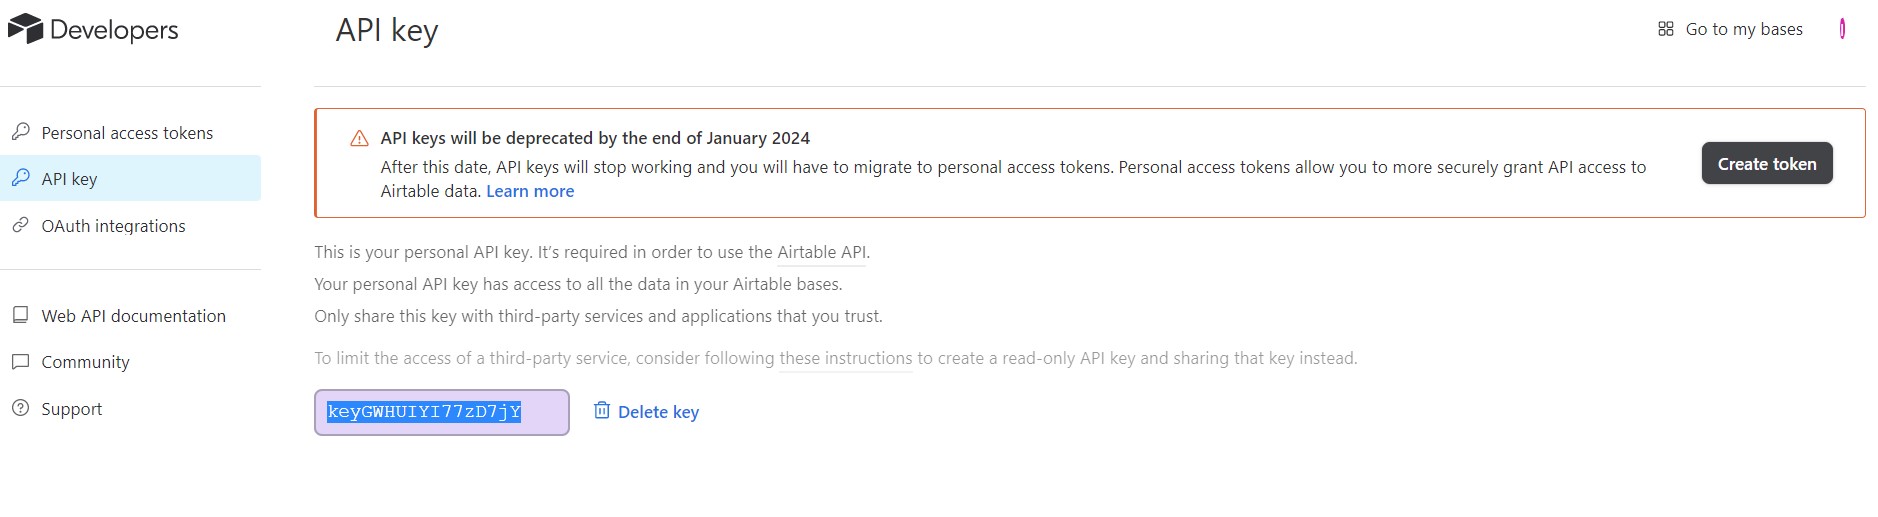 Developers
API key
Go to my bases
Personal access tokens
API key
OAuth integrations
Web API documentation
Community
Support
API keys will be deprecated by the end of January 2024
After this date, API keys will stop working and you will have to migrate to personal access tokens. Personal access tokens allow you to more securely grant API access to
Airtable data. Learn more
Create token
This is your personal API key. It’s required in order to use the Airtable API.
Your personal API key has access to all the data in your Airtable bases.
Only share this key with third-party services and applications that you trust.
To limit the access of a third-party service, consider following these instructions to create a read-only API key and sharing that key instead.
keyGWHUIYI77zD7jY
Delete key